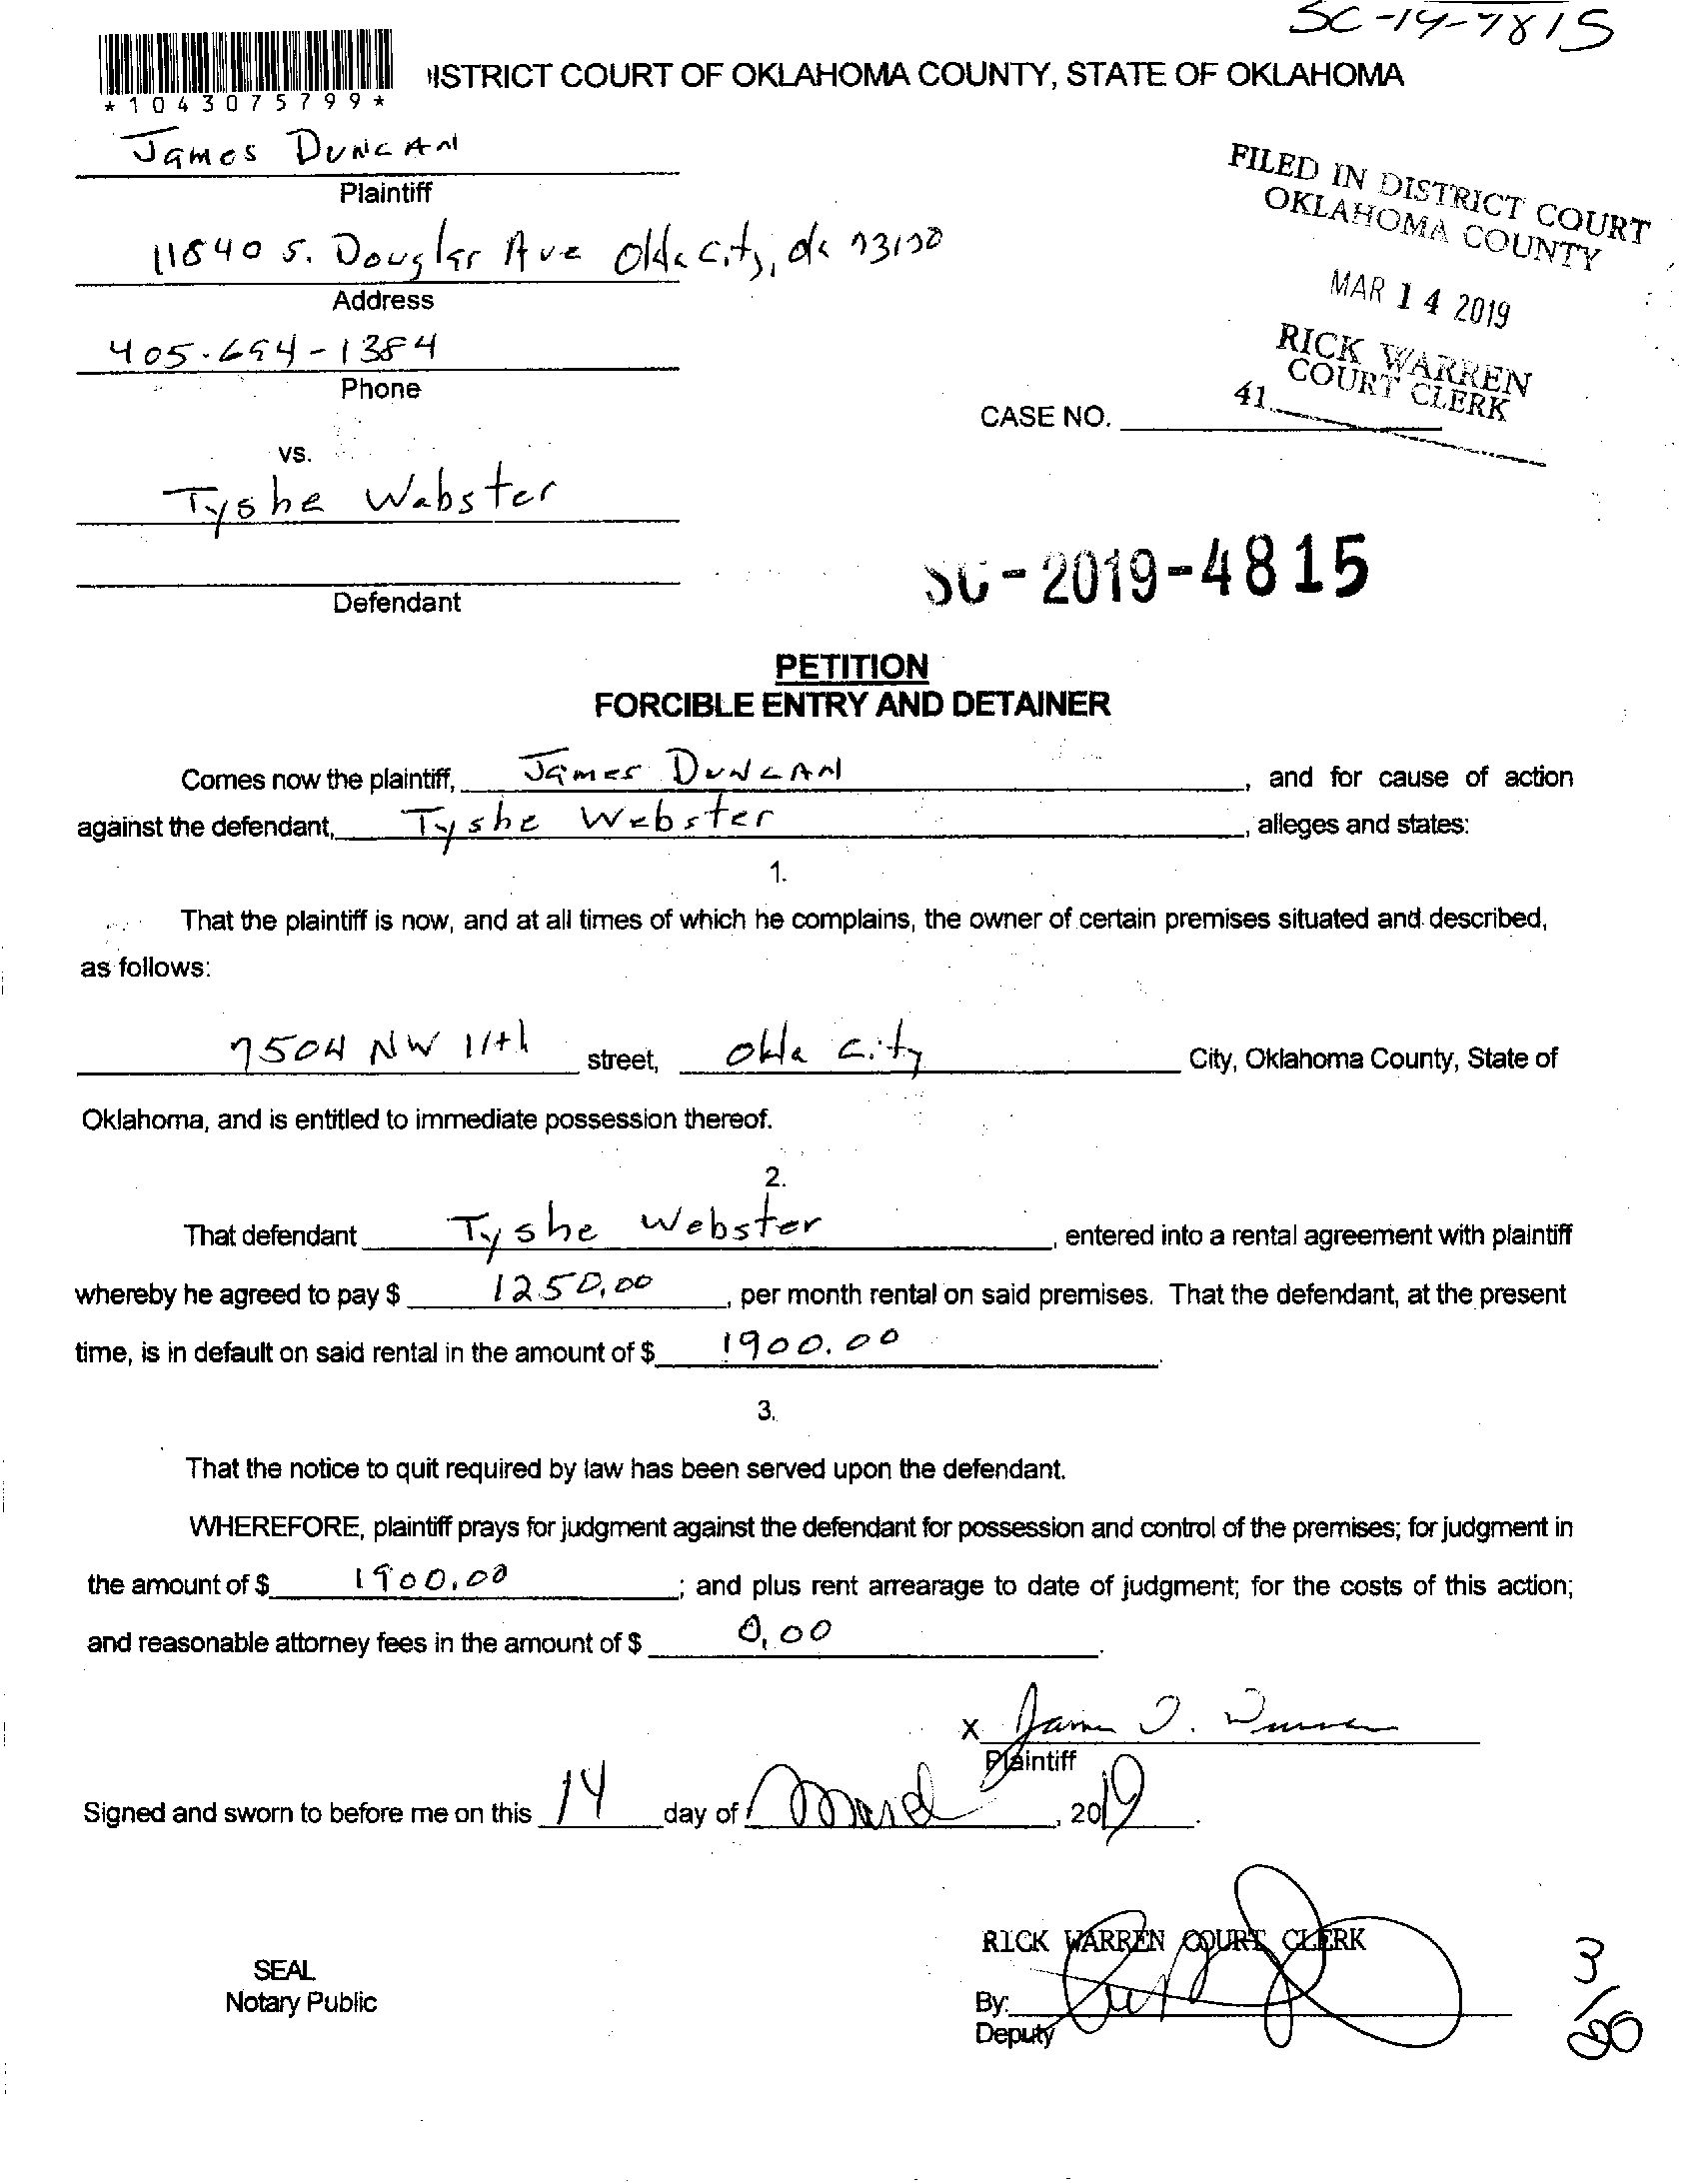 SC-19-4815
ISTRICT COURT OF OKLAHOMA COUNTY, STATE OF OKLAHOMA
*1043075799*
James Duncan
Plaintiff
S. Douglas Ave Okla City, Ok
Address
405-694-1384
Phone
FILED IN DISTRICT COURT
OKLAHOMA COUNTY
MAR 14 2019
RICK WARREN
COURT CLERK
41
CASE NO.
vs.
Tyshe Webster
Defendant
SC-2019-4815
PETITION
FORCIBLE ENTRY AND DETAINER
Comes now the plaintiff, James Duncan, and for cause of action
against the defendant, Tyshe Webster, alleges and states:
1.
That the plaintiff is now, and at all times of which he complains, the owner of certain premises situated and described,
as follows:
7504 NW 11th street, Okla City City, Oklahoma County, State of
Oklahoma, and is entitled to immediate possession thereof.
2.
That defendant Tyshe Webster, entered into a rental agreement with plaintiff
whereby he agreed to pay $ 1250.00, per month rental on said premises. That the defendant, at the present
time, is in default on said rental in the amount of $ 1900.00.
3.
That the notice to quit required by law has been served upon the defendant.
WHEREFORE, plaintiff prays for judgment against the defendant for possession and control of the premises; for judgment in
the amount of $ 1900.00; and plus rent arrearage to date of judgment; for the costs of this action;
and reasonable attorney fees in the amount of $ 0.00.
X James D. Duncan
Plaintiff
Signed and sworn to before me on this 14 day of March, 2019.
RICK WARREN COURT CLERK
SEAL
Notary Public
By:
Deputy